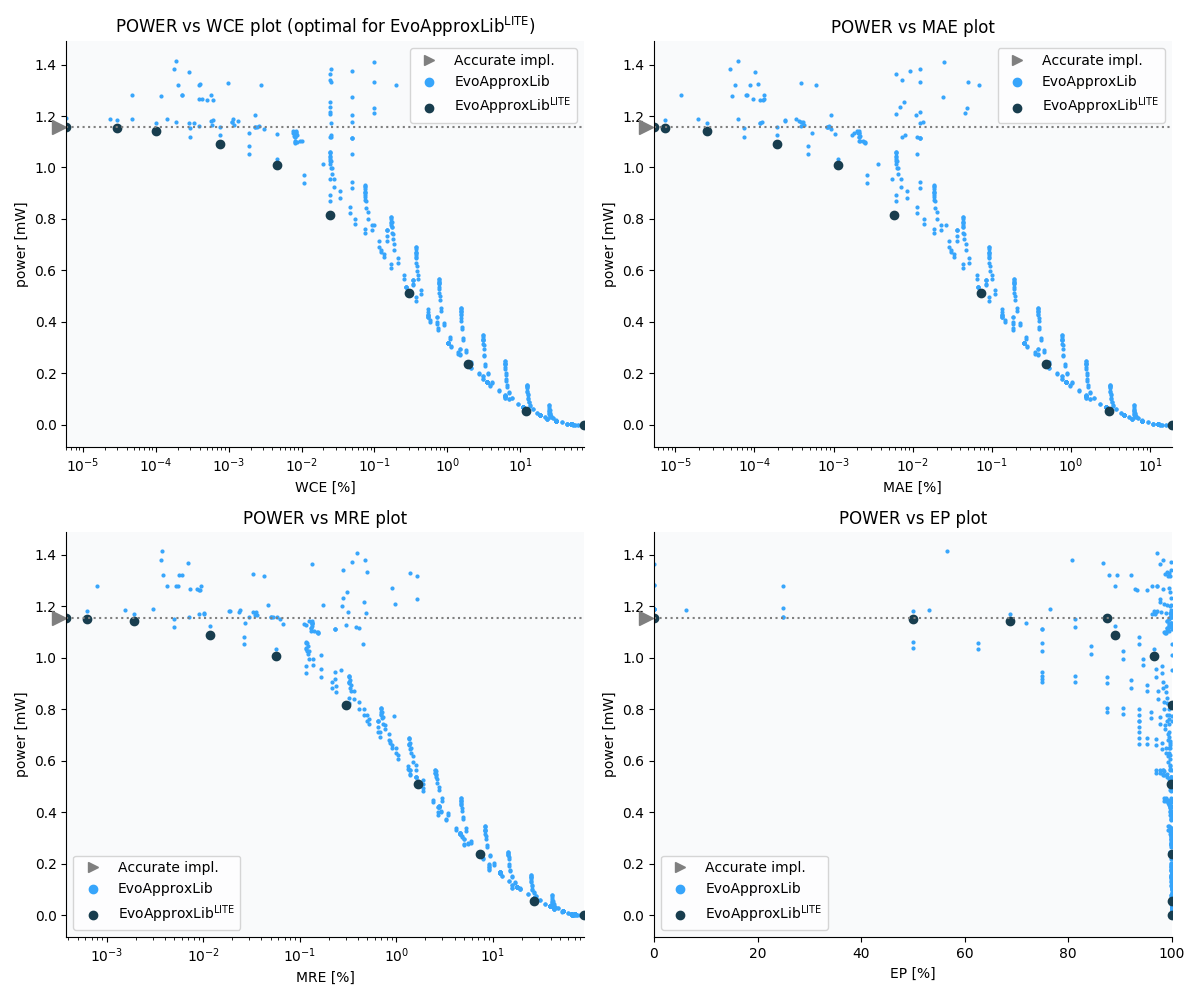 POWER vs WCE plot (optimal for EvoApproxLib^LITE)
1.4
1.2
1.0
0.8
0.6
0.4
0.2
0.0
power [mW]
Accurate impl.
EvoApproxLib
EvoApproxLib^LITE
10^−5
10^−4
10^−3
10^−2
10^−1
10^0
10^1
WCE [%]
POWER vs MAE plot
1.4
1.2
1.0
0.8
0.6
0.4
0.2
0.0
power [mW]
Accurate impl.
EvoApproxLib
EvoApproxLib^LITE
10^−5
10^−4
10^−3
10^−2
10^−1
10^0
10^1
MAE [%]
POWER vs MRE plot
1.4
1.2
1.0
0.8
0.6
0.4
0.2
0.0
power [mW]
Accurate impl.
EvoApproxLib
EvoApproxLib^LITE
10^−3
10^−2
10^−1
10^0
10^1
MRE [%]
POWER vs EP plot
1.4
1.2
1.0
0.8
0.6
0.4
0.2
0.0
power [mW]
Accurate impl.
EvoApproxLib
EvoApproxLib^LITE
0
20
40
60
80
100
EP [%]